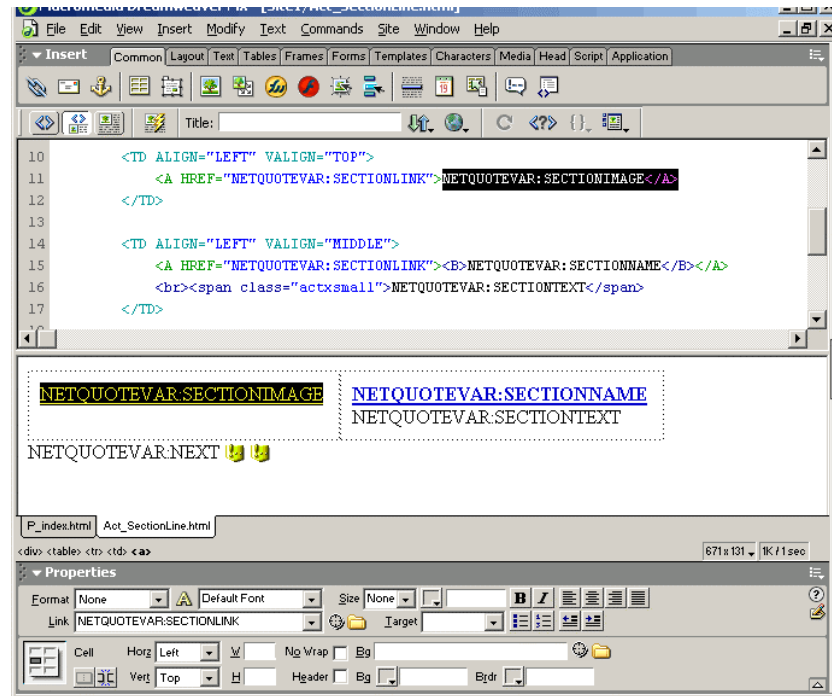 File Edit View Insert Modify Text Commands Site Window Help
Insert Common Layout Text Tables Frames Forms Templates Characters Media Head Script Application
Title:
10 <TD ALIGN="LEFT" VALIGN="TOP">
11 <A HREF="NETQUOTEVAR:SECTIONLINK">NETQUOTEVAR:SECTIONIMAGE</A>
12 </TD>
13
14 <TD ALIGN="LEFT" VALIGN="MIDDLE">
15 <A HREF="NETQUOTEVAR:SECTIONLINK"><B>NETQUOTEVAR:SECTIONNAME</B></A>
16 <br><span class="actxsmall">NETQUOTEVAR:SECTIONTEXT</span>
17 </TD>
NETQUOTEVAR:SECTIONIMAGE NETQUOTEVAR:SECTIONNAME
NETQUOTEVAR:SECTIONTEXT
NETQUOTEVAR:NEXT
P_index.html Act_SectionLine.html
<div> <table> <tr> <td> <a> 671 x 131 1K / 1 sec
Properties
Format None Default Font Size None B I
Link NETQUOTEVAR:SECTIONLINK Target
Cell Horz Left W No Wrap Bg
Vert Top H Header Bg Brdr